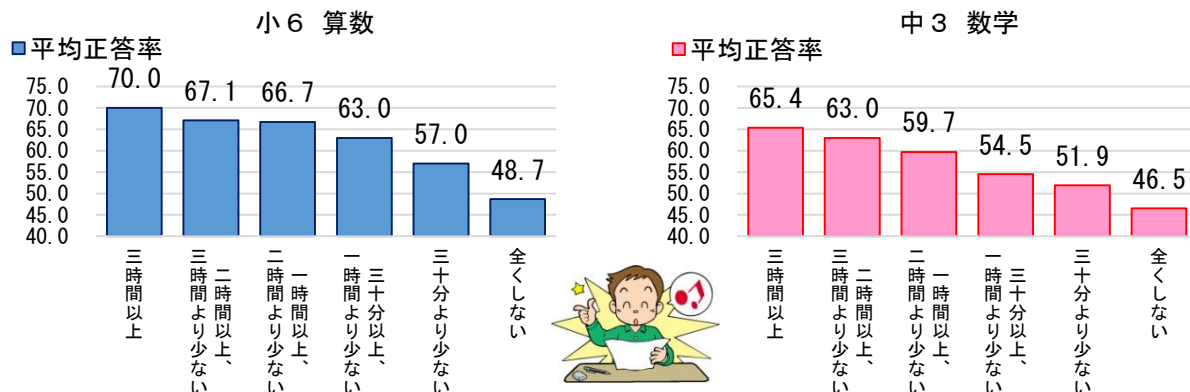 小6 算数
■平均正答率
75.0
70.0
65.0
60.0
55.0
50.0
45.0
40.0
70.0
67.1
66.7
63.0
57.0
48.7
三時間以上
二時間以上、
三時間より少ない
一時間以上、
二時間より少ない
三十分以上、
一時間より少ない
三十分より少ない
全くしない
中3 数学
■平均正答率
75.0
70.0
65.0
60.0
55.0
50.0
45.0
40.0
65.4
63.0
59.7
54.5
51.9
46.5
三時間以上
二時間以上、
三時間より少ない
一時間以上、
二時間より少ない
三十分以上、
一時間より少ない
三十分より少ない
全くしない